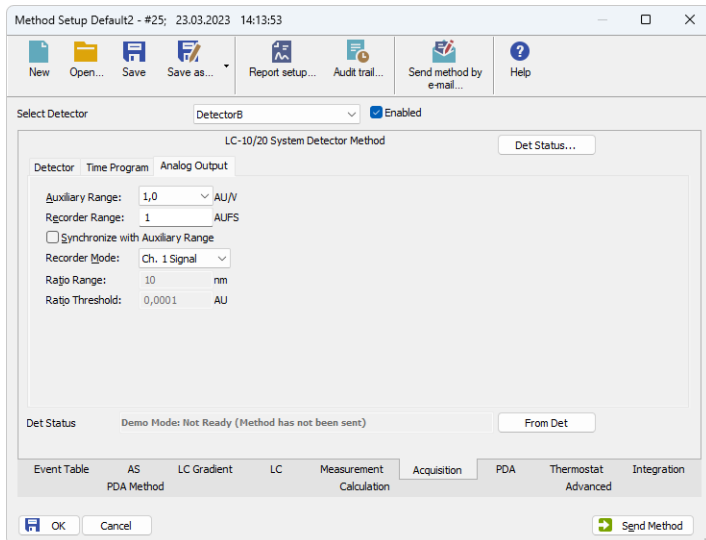 Method Setup Default2 - #25;  23.03.2023  14:13:53
New Open... Save Save as... Report setup... Audit trail... Send method by e-mail... Help
Select Detector DetectorB Enabled
LC-10/20 System Detector Method Det Status...
Detector Time Program Analog Output
Auxiliary Range: 1,0 AU/V
Recorder Range: 1 AUFS
Synchronize with Auxiliary Range
Recorder Mode: Ch. 1 Signal
Ratio Range: 10 nm
Ratio Threshold: 0,0001 AU
Det Status Demo Mode: Not Ready (Method has not been sent) From Det
Event Table AS LC Gradient LC Measurement Acquisition PDA Thermostat Integration
PDA Method Calculation Advanced
OK Cancel Send Method